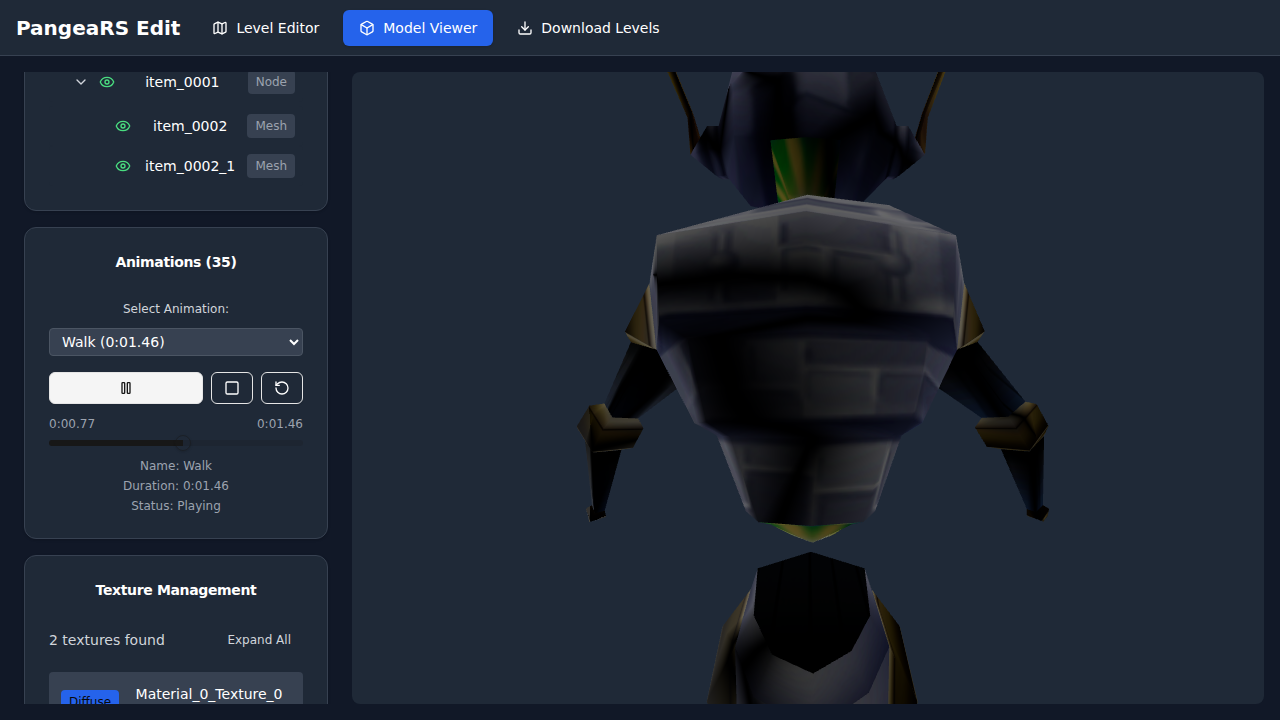 PangeaRS Edit
Level Editor
Model Viewer
Download Levels
item_0001
Node
item_0002
Mesh
item_0002_1
Mesh
Animations (35)
Select Animation:
Walk (0:01.46)
0:00.77
0:01.46
Name: Walk
Duration: 0:01.46
Status: Playing
Texture Management
2 textures found
Expand All
Diffuse
Material_0_Texture_0